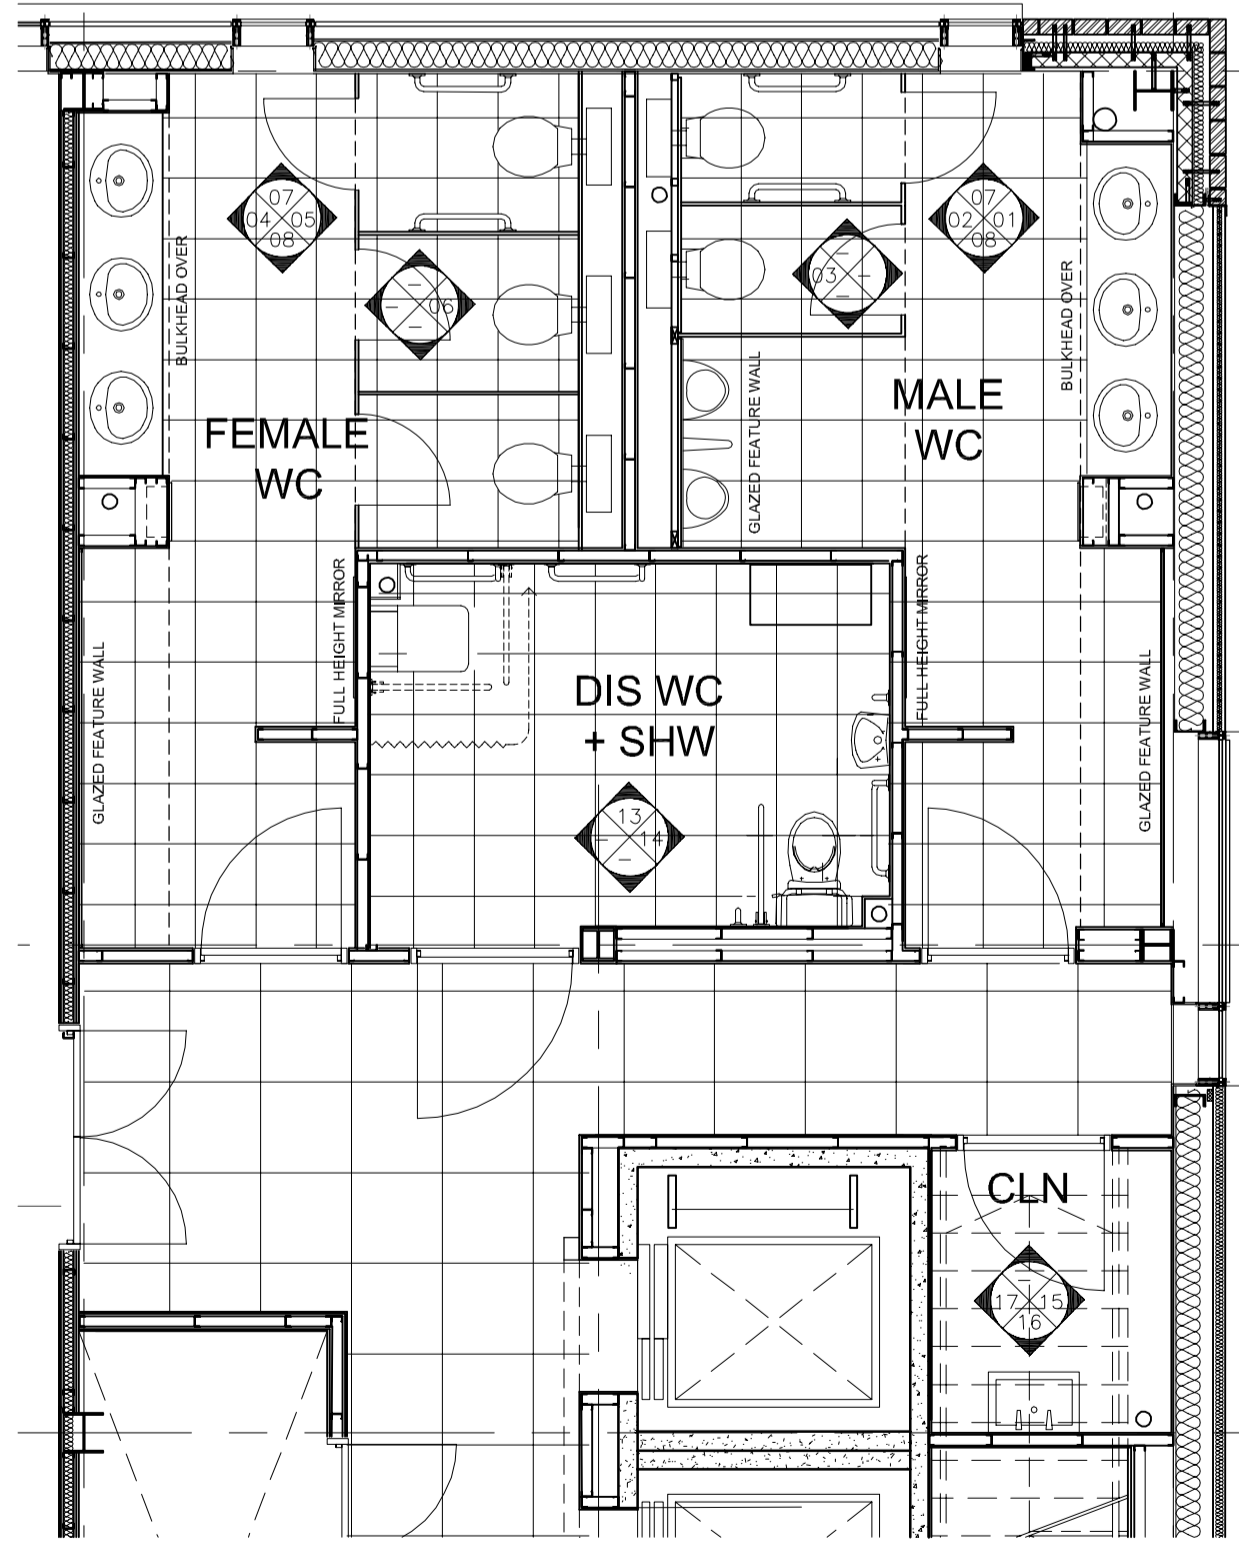 07
04 05
08
06
03
07
02 01
08
BULKHEAD OVER
BULKHEAD OVER
GLAZED FEATURE WALL
FEMALE
WC
MALE
WC
FULL HEIGHT MIRROR
FULL HEIGHT MIRROR
GLAZED FEATURE WALL
GLAZED FEATURE WALL
DIS WC
+ SHW
13
14
CLN
17 15
16